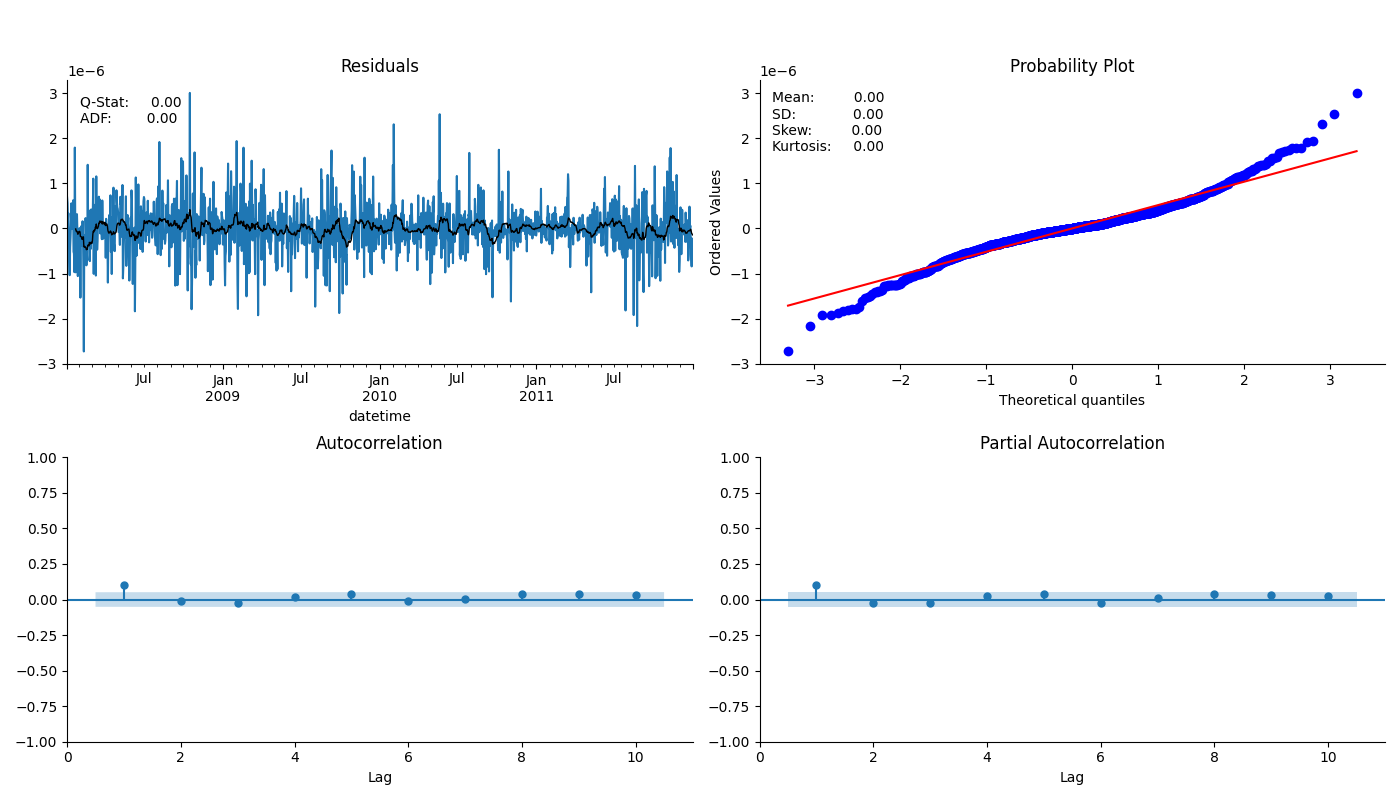 Residuals
1e−6
Q-Stat: 0.00
ADF: 0.00
3
2
1
0
−1
−2
−3
Jul
Jan
2009
Jul
Jan
2010
Jul
Jan
2011
Jul
datetime
Probability Plot
1e−6
Mean: 0.00
SD: 0.00
Skew: 0.00
Kurtosis: 0.00
Ordered Values
3
2
1
0
−1
−2
−3
−3 −2 −1 0 1 2 3
Theoretical quantiles
Autocorrelation
1.00
0.75
0.50
0.25
0.00
−0.25
−0.50
−0.75
−1.00
0 2 4 6 8 10
Lag
Partial Autocorrelation
1.00
0.75
0.50
0.25
0.00
−0.25
−0.50
−0.75
−1.00
0 2 4 6 8 10
Lag